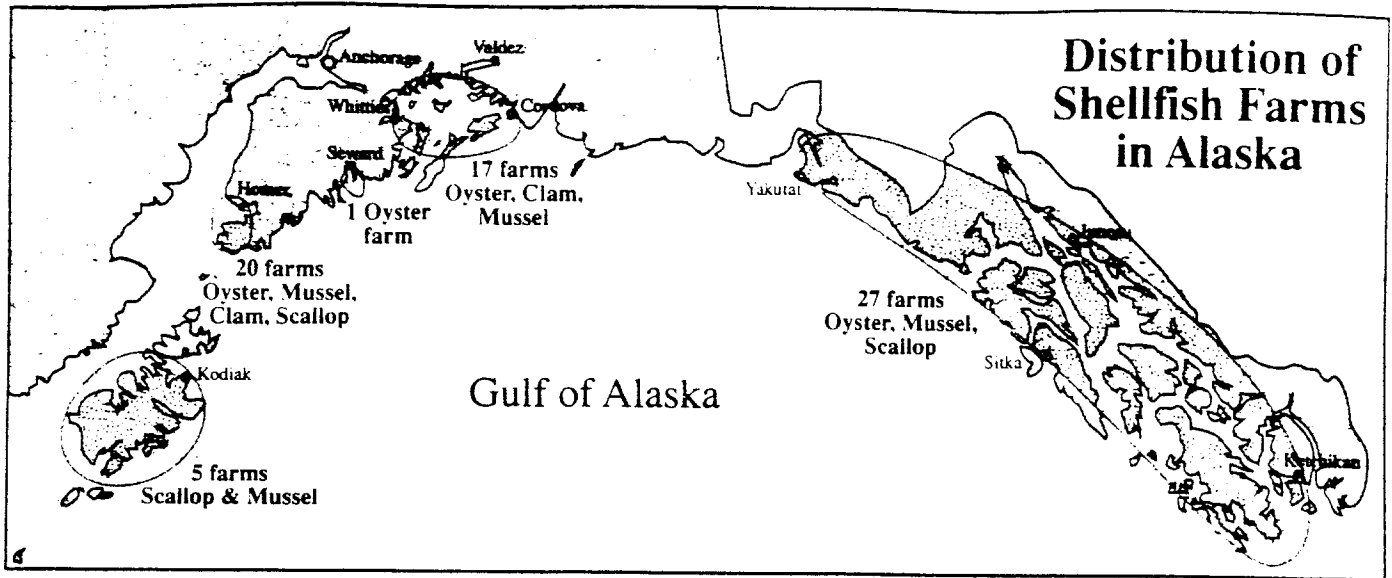 Distribution of
Shellfish Farms
in Alaska
Anchorage
Valdez
Whittier
Cordova
Seward
17 farms
Oyster, Clam,
Mussel
Homer
1 Oyster
farm
20 farms
Oyster, Mussel,
Clam, Scallop
Kodiak
5 farms
Scallop & Mussel
Gulf of Alaska
Yakutat
Juneau
27 farms
Oyster, Mussel,
Scallop
Sitka
Ketchikan